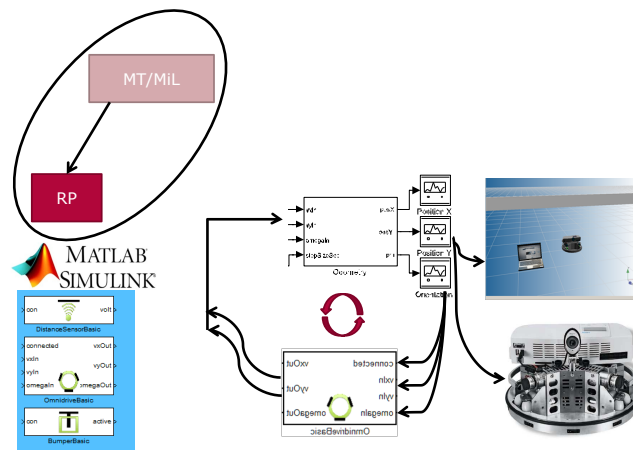 MT/MiL
RP
MATLAB®
SIMULINK®
con
volt
DistanceSensorBasic
connected
vxOut
vxIn
vyOut
vyIn
omegaIn
omegaOut
OmnidriveBasic
con
active
BumperBasic
vxIn
vyIn
omegaIn
posX
posY
phi
Odometry
Position X
Position Y
Orientation
vxOut
connected
vxIn
vyOut
vyIn
omegaOut
omegaIn
OmnidriveBasic